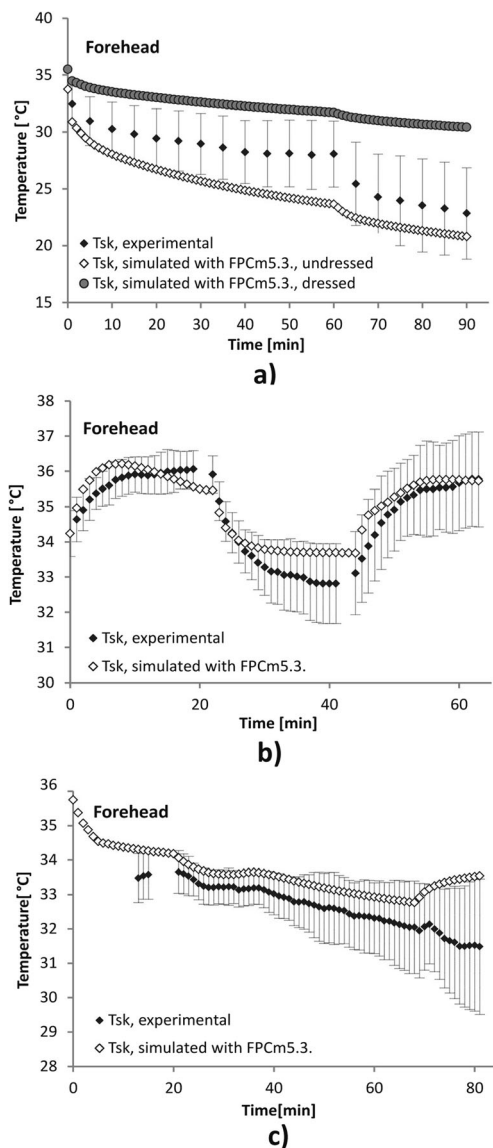 40
Forehead
35
30
25
20
15
Temperature [°C]
Tsk, experimental
Tsk, simulated with FPCm5.3., undressed
Tsk, simulated with FPCm5.3., dressed
0 10 20 30 40 50 60 70 80 90
Time [min]
a)
38
Forehead
37
36
35
34
33
32
31
30
Temperature [°C]
Tsk, experimental
Tsk, simulated with FPCm5.3.
0 20 40 60
Time [min]
b)
36
Forehead
35
34
33
32
31
30
29
28
Temperature[°C]
Tsk, experimental
Tsk, simulated with FPCm5.3.
0 20 40 60 80
Time[min]
c)